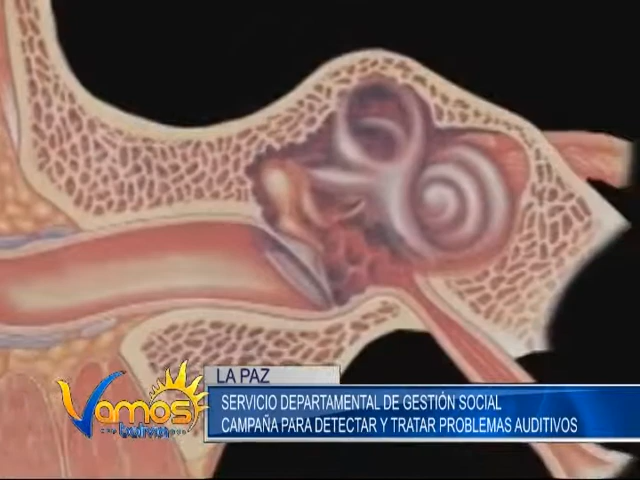 LA PAZ
SERVICIO DEPARTAMENTAL DE GESTIÓN SOCIAL
CAMPAÑA PARA DETECTAR Y TRATAR PROBLEMAS AUDITIVOS
Vamos